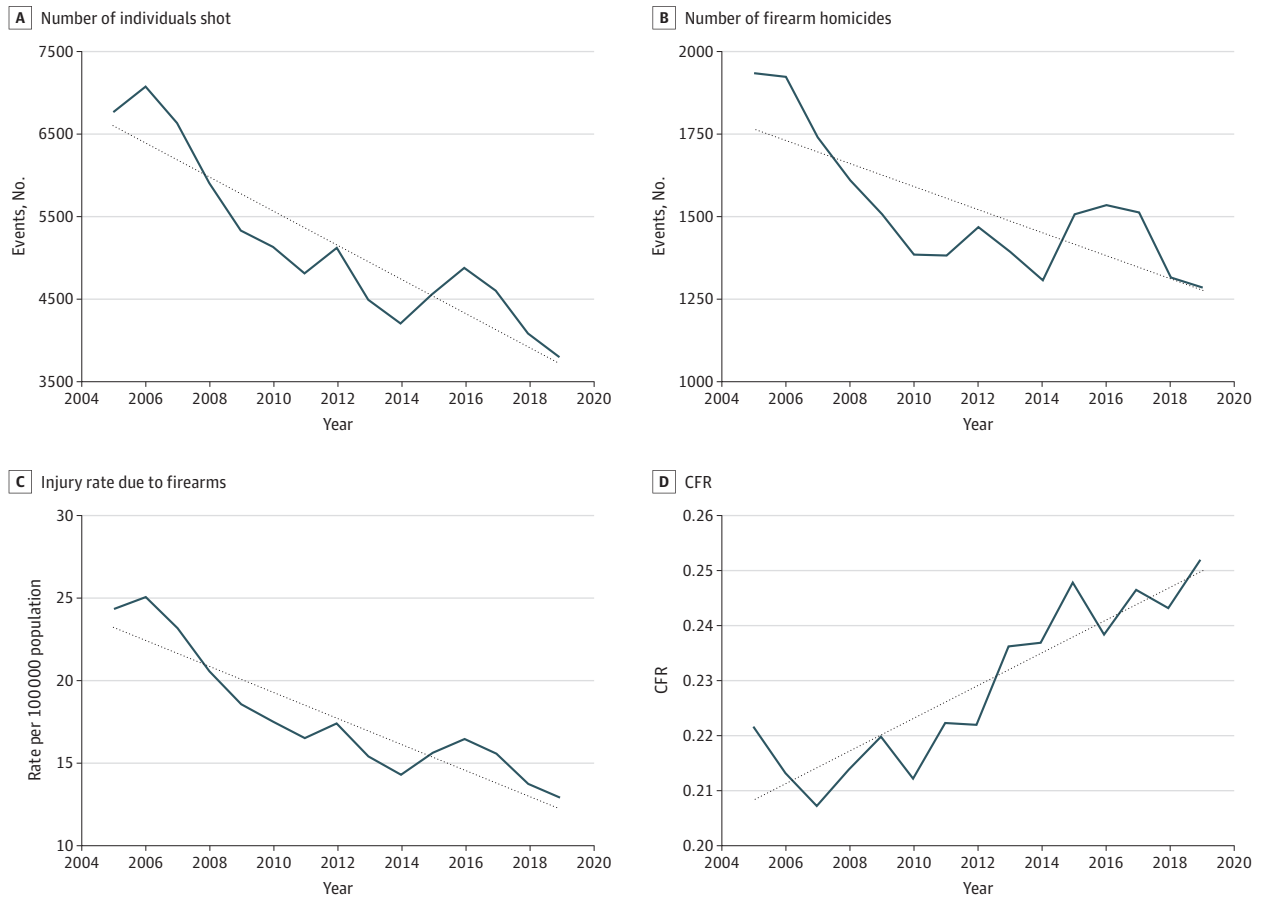 A Number of individuals shot
7500
6500
5500
4500
3500
Events, No.
2004 2006 2008 2010 2012 2014 2016 2018 2020
Year
B Number of firearm homicides
2000
1750
1500
1250
1000
Events, No.
2004 2006 2008 2010 2012 2014 2016 2018 2020
Year
C Injury rate due to firearms
30
25
20
15
10
Rate per 100 000 population
2004 2006 2008 2010 2012 2014 2016 2018 2020
Year
D CFR
0.26
0.25
0.24
0.23
0.22
0.21
0.20
CFR
2004 2006 2008 2010 2012 2014 2016 2018 2020
Year